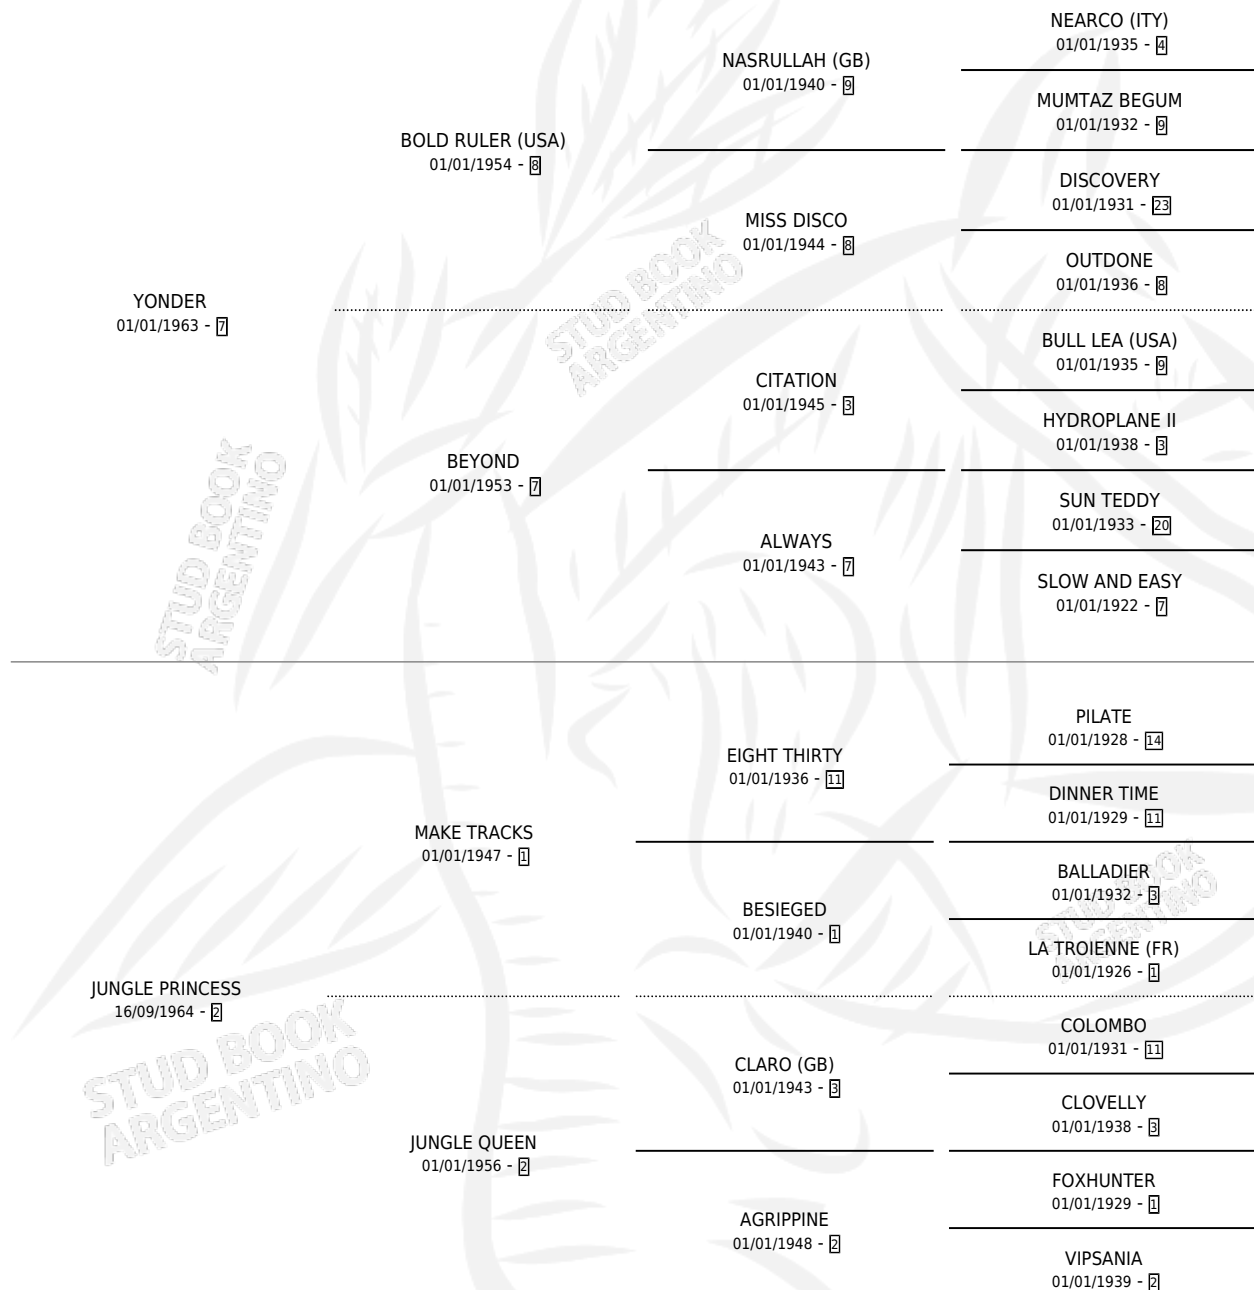 NEARCO (ITY)
01/01/1935 - 4
NASRULLAH (GB)
01/01/1940 - 9
MUMTAZ BEGUM
01/01/1932 - 9
BOLD RULER (USA)
01/01/1954 - 8
DISCOVERY
01/01/1931 - 23
MISS DISCO
01/01/1944 - 8
OUTDONE
01/01/1936 - 8
YONDER
01/01/1963 - 7
STUD BOOK
ARGENTINO
BULL LEA (USA)
01/01/1935 - 9
CITATION
01/01/1945 - 3
HYDROPLANE II
01/01/1938 - 3
BEYOND
01/01/1953 - 7
SUN TEDDY
01/01/1933 - 20
ALWAYS
01/01/1943 - 7
SLOW AND EASY
01/01/1922 - 7
STUD BOOK
ARGENTINO
PILATE
01/01/1928 - 14
EIGHT THIRTY
01/01/1936 - 11
DINNER TIME
01/01/1929 - 11
MAKE TRACKS
01/01/1947 - 1
BALLADIER
01/01/1932 - 3
BESIEGED
01/01/1940 - 1
LA TROIENNE (FR)
01/01/1926 - 1
STUD BOOK
ARGENTINO
JUNGLE PRINCESS
16/09/1964 - 2
COLOMBO
01/01/1931 - 11
CLARO (GB)
01/01/1943 - 3
CLOVELLY
01/01/1938 - 3
STUD BOOK
ARGENTINO
JUNGLE QUEEN
01/01/1956 - 2
FOXHUNTER
01/01/1929 - 1
AGRIPPINE
01/01/1948 - 2
VIPSANIA
01/01/1939 - 2